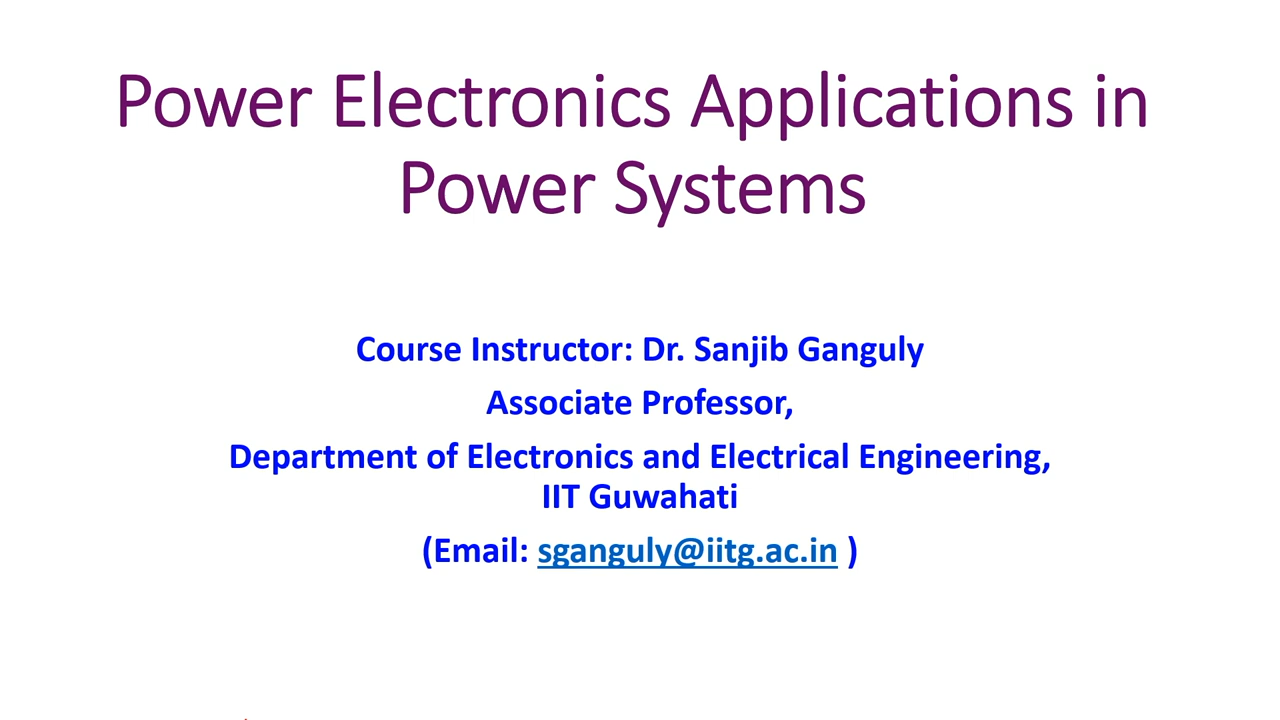 Power Electronics Applications in
Power Systems
Course Instructor: Dr. Sanjib Ganguly
Associate Professor,
Department of Electronics and Electrical Engineering,
IIT Guwahati
(Email: sganguly@iitg.ac.in )